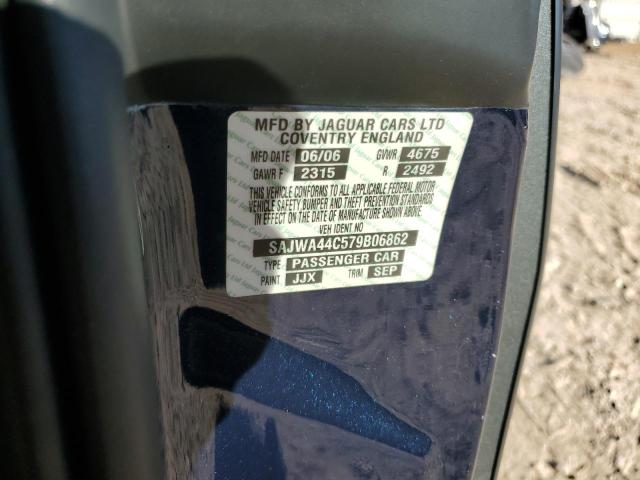 MFD BY JAGUAR CARS LTD
COVENTRY ENGLAND
MFD DATE 06/06 GVWR 4675
GAWR F 2315 R 2492
THIS VEHICLE CONFORMS TO ALL APPLICABLE FEDERAL MOTOR
VEHICLE SAFETY, BUMPER AND THEFT PREVENTION STANDARDS
IN EFFECT ON THE DATE OF MANUFACTURE SHOWN ABOVE.
VEH IDENT NO
SAJWA44C579B06862
TYPE PASSENGER CAR
PAINT JJX TRIM SEP